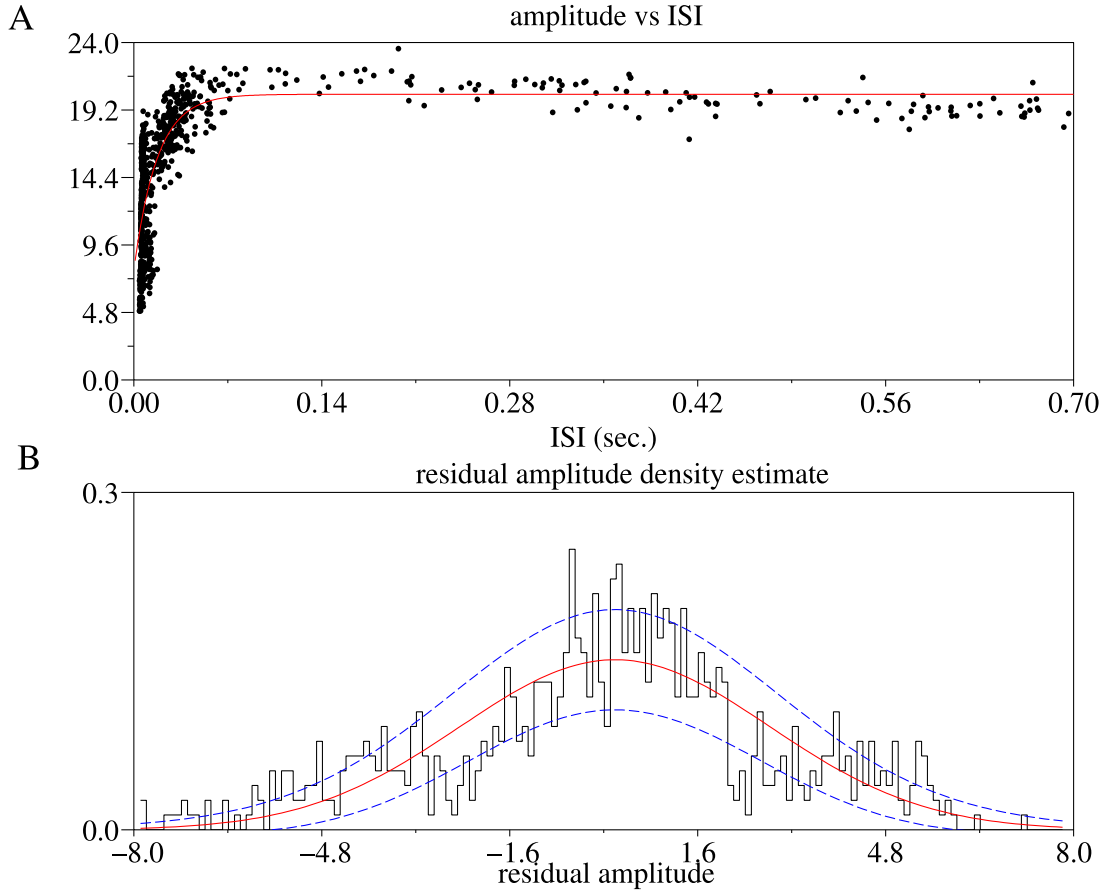 A
amplitude vs ISI
24.0
19.2
14.4
9.6
4.8
0.0
0.00 0.14 0.28 0.42 0.56 0.70
ISI (sec.)
B
residual amplitude density estimate
0.3
0.0
−8.0 −4.8 −1.6 1.6 4.8 8.0
residual amplitude